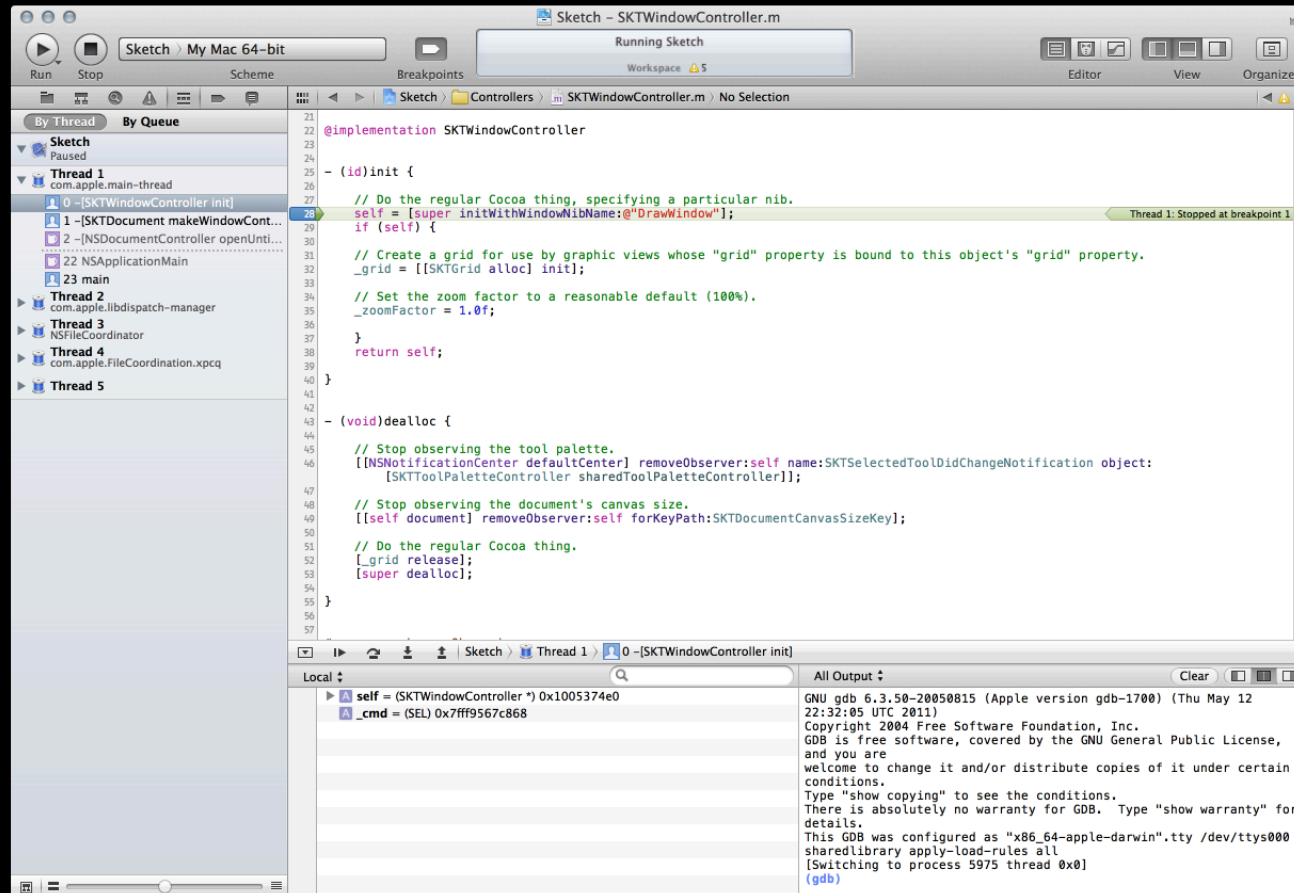 Sketch – SKTWindowController.m
Sketch 〉 My Mac 64-bit
Running Sketch
Workspace 5
Run Stop Scheme Breakpoints Editor View Organize
Sketch 〉 Controllers 〉 SKTWindowController.m 〉 No Selection
By Thread By Queue
Sketch
Paused
Thread 1
com.apple.main-thread
0 -[SKTWindowController init]
1 -[SKTDocument makeWindowCont...
2 -[NSDocumentController openUnti...
22 NSApplicationMain
23 main
Thread 2
com.apple.libdispatch-manager
Thread 3
NSFileCoordinator
Thread 4
com.apple.FileCoordination.xpcq
Thread 5
21
22 @implementation SKTWindowController
23
24
25 - (id)init {
26
27 // Do the regular Cocoa thing, specifying a particular nib.
28 self = [super initWithWindowNibName:@"DrawWindow"]; Thread 1: Stopped at breakpoint 1
29 if (self) {
30
31 // Create a grid for use by graphic views whose "grid" property is bound to this object's "grid" property.
32 _grid = [[SKTGrid alloc] init];
33
34 // Set the zoom factor to a reasonable default (100%).
35 _zoomFactor = 1.0f;
36
37 }
38 return self;
39
40 }
41
42
43 - (void)dealloc {
44
45 // Stop observing the tool palette.
46 [[NSNotificationCenter defaultCenter] removeObserver:self name:SKTSelectedToolDidChangeNotification object:
[SKTToolPaletteController sharedToolPaletteController]];
47
48 // Stop observing the document's canvas size.
49 [[self document] removeObserver:self forKeyPath:SKTDocumentCanvasSizeKey];
50
51 // Do the regular Cocoa thing.
52 [_grid release];
53 [super dealloc];
54
55 }
56
57
Sketch 〉 Thread 1 〉 0 -[SKTWindowController init]
Local
self = (SKTWindowController *) 0x1005374e0
_cmd = (SEL) 0x7fff9567c868
All Output Clear
GNU gdb 6.3.50-20050815 (Apple version gdb-1700) (Thu May 12
22:32:05 UTC 2011)
Copyright 2004 Free Software Foundation, Inc.
GDB is free software, covered by the GNU General Public License,
and you are
welcome to change it and/or distribute copies of it under certain
conditions.
Type "show copying" to see the conditions.
There is absolutely no warranty for GDB.  Type "show warranty" for
details.
This GDB was configured as "x86_64-apple-darwin".tty /dev/ttys000
sharedlibrary apply-load-rules all
[Switching to process 5975 thread 0x0]
(gdb)